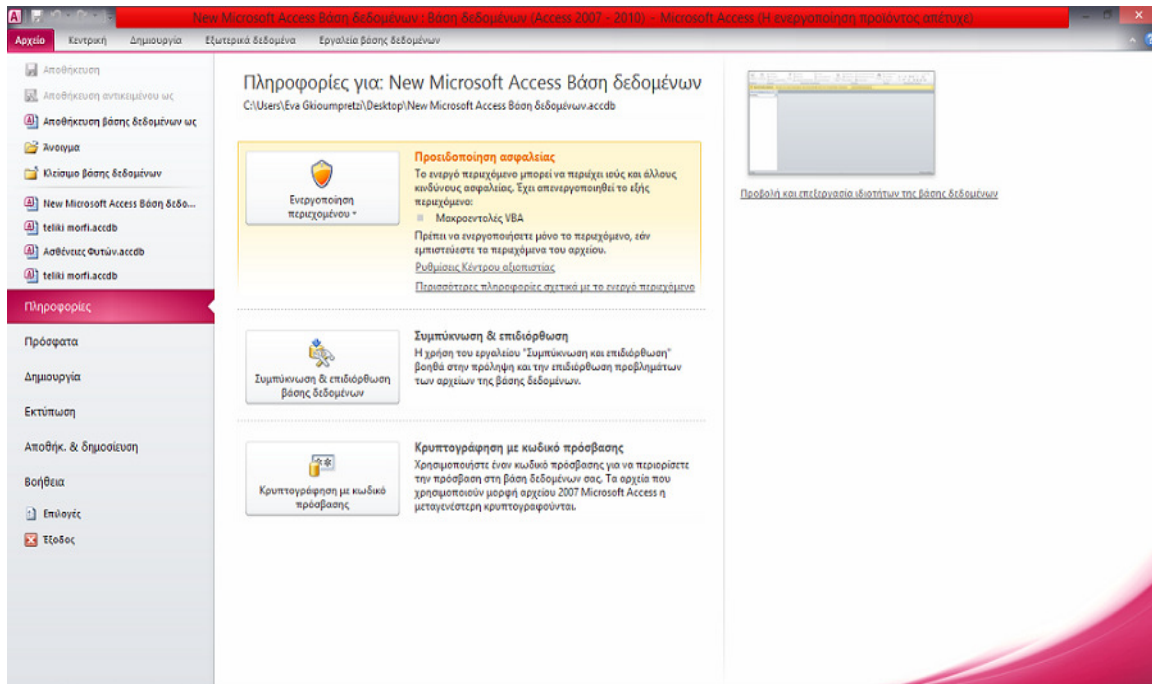 New Microsoft Access Βάση δεδομένων : Βάση δεδομένων (Access 2007 - 2010) - Microsoft Access (Η ενεργοποίηση προϊόντος απέτυχε)
Αρχείο Κεντρική Δημιουργία Εξωτερικά δεδομένα Εργαλεία βάσης δεδομένων
Αποθήκευση
Αποθήκευση αντικειμένου ως
Αποθήκευση βάσης δεδομένων ως
Άνοιγμα
Κλείσιμο βάσης δεδομένων
New Microsoft Access Βάση δεδο...
teliki morfi.accdb
Ασθένειες Φυτών.accdb
teliki morfi.accdb
Πληροφορίες
Πρόσφατα
Δημιουργία
Εκτύπωση
Αποθήκ. & δημοσίευση
Βοήθεια
Επιλογές
Έξοδος
Πληροφορίες για: New Microsoft Access Βάση δεδομένων
C:\Users\Eva Gkioumpretzi\Desktop\New Microsoft Access Βάση δεδομένων.accdb
Ενεργοποίηση
περιεχομένου
Προειδοποίηση ασφαλείας
Το ενεργό περιεχόμενο μπορεί να περιέχει ιούς και άλλους
κινδύνους ασφαλείας. Έχει απενεργοποιηθεί το εξής
περιεχόμενο:
Μακροεντολές VBA
Πρέπει να ενεργοποιήσετε μόνο το περιεχόμενο, εάν
εμπιστεύεστε τα περιεχόμενα του αρχείου.
Ρυθμίσεις Κέντρου αξιοπιστίας
Περισσότερες πληροφορίες σχετικά με το ενεργό περιεχόμενο
Συμπύκνωση & επιδιόρθωση
βάσης δεδομένων
Συμπύκνωση & επιδιόρθωση
Η χρήση του εργαλείου "Συμπύκνωση και επιδιόρθωση"
βοηθά στην πρόληψη και την επιδιόρθωση προβλημάτων
των αρχείων της βάσης δεδομένων.
Κρυπτογράφηση με κωδικό
πρόσβασης
Κρυπτογράφηση με κωδικό πρόσβασης
Χρησιμοποιήστε έναν κωδικό πρόσβασης για να περιορίσετε
την πρόσβαση στη βάση δεδομένων σας. Τα αρχεία που
χρησιμοποιούν μορφή αρχείου 2007 Microsoft Access η
μεταγενέστερη κρυπτογραφούνται.
Προβολή και επεξεργασία ιδιοτήτων της βάσης δεδομένων